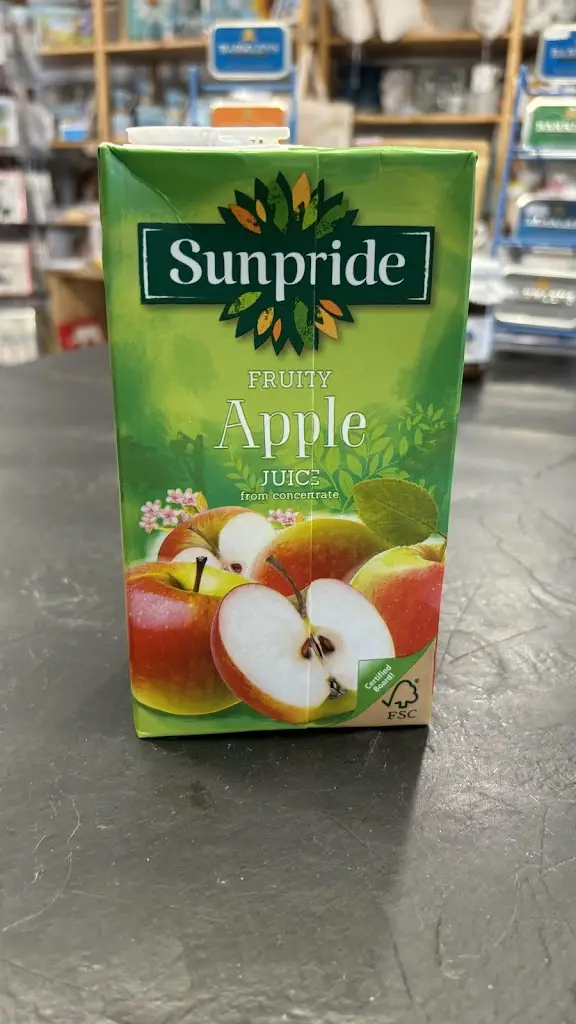 Sunpride
FRUITY
Apple
JUICE
from concentrate
Certified
Board!
FSC